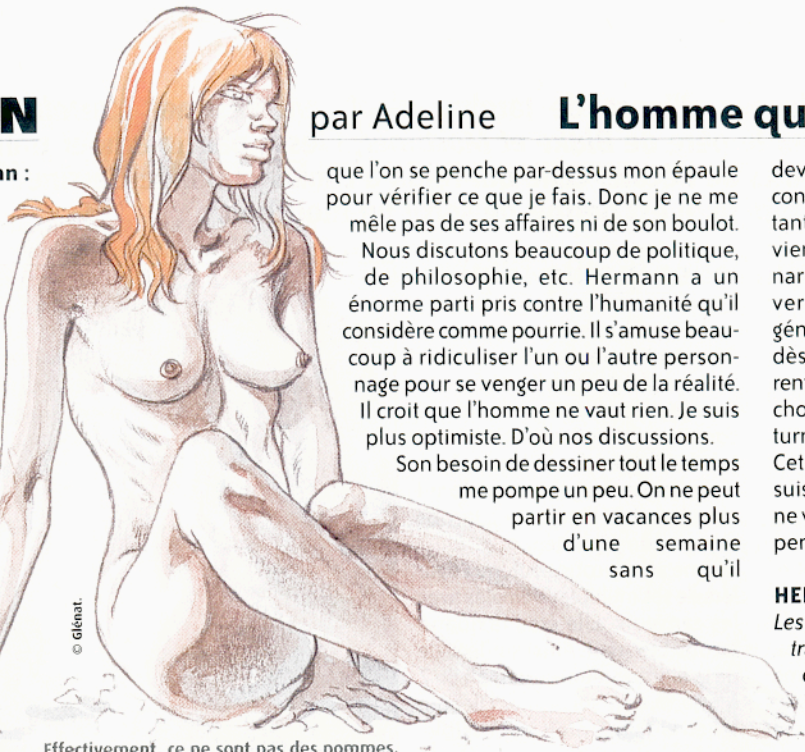 N
par Adeline
L'homme qu
nn :
que l'on se penche par-dessus mon épaule
pour vérifier ce que je fais. Donc je ne me
mêle pas de ses affaires ni de son boulot.
Nous discutons beaucoup de politique,
de philosophie, etc. Hermann a un
énorme parti pris contre l'humanité qu'il
considère comme pourrie. Il s'amuse beau-
coup à ridiculiser l'un ou l'autre person-
nage pour se venger un peu de la réalité.
Il croit que l'homme ne vaut rien. Je suis
plus optimiste. D'où nos discussions.
Son besoin de dessiner tout le temps
me pompe un peu. On ne peut
partir en vacances plus
d'une semaine
sans qu'il
dev
con
tant
vien
nar
ver
gén
dès
ren
cho
turn
Cet
suis
ne v
per
HE
Les
tr
© Glénat.
Effectivement, ce ne sont pas des pommes.